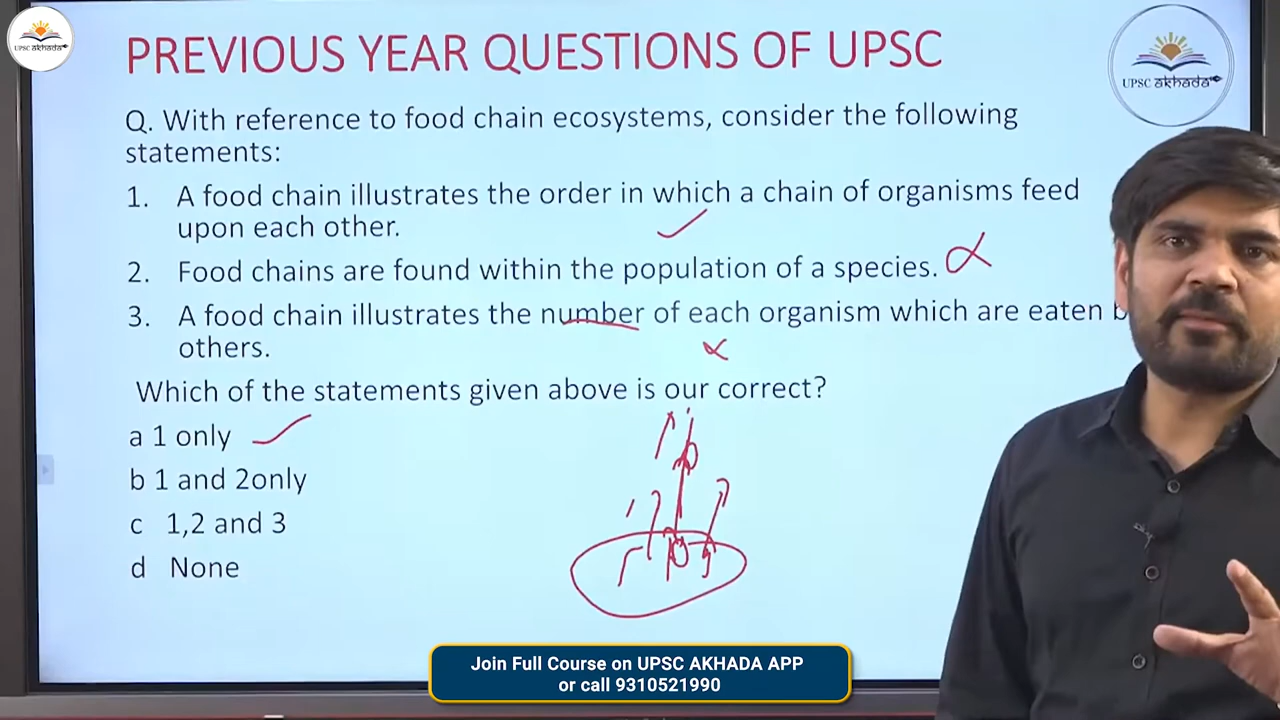 UPSC akhada
PREVIOUS YEAR QUESTIONS OF UPSC
UPSC akhada
Q. With reference to food chain ecosystems, consider the following
statements:
1. A food chain illustrates the order in which a chain of organisms feed
upon each other.
2. Food chains are found within the population of a species.
3. A food chain illustrates the number of each organism which are eaten b
others.
Which of the statements given above is our correct?
a 1 only
b 1 and 2only
c 1,2 and 3
d None
Join Full Course on UPSC AKHADA APP
or call 9310521990